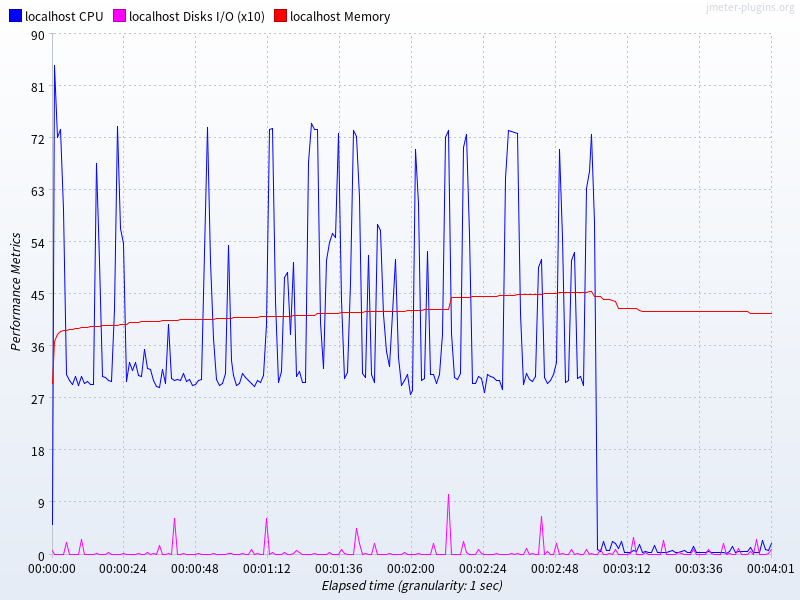 jmeter-plugins.org
localhost CPU localhost Disks I/O (x10) localhost Memory
90
81
72
63
54
45
36
27
18
9
0
Performance Metrics
00:00:00 00:00:24 00:00:48 00:01:12 00:01:36 00:02:00 00:02:24 00:02:48 00:03:12 00:03:36 00:04:01
Elapsed time (granularity: 1 sec)